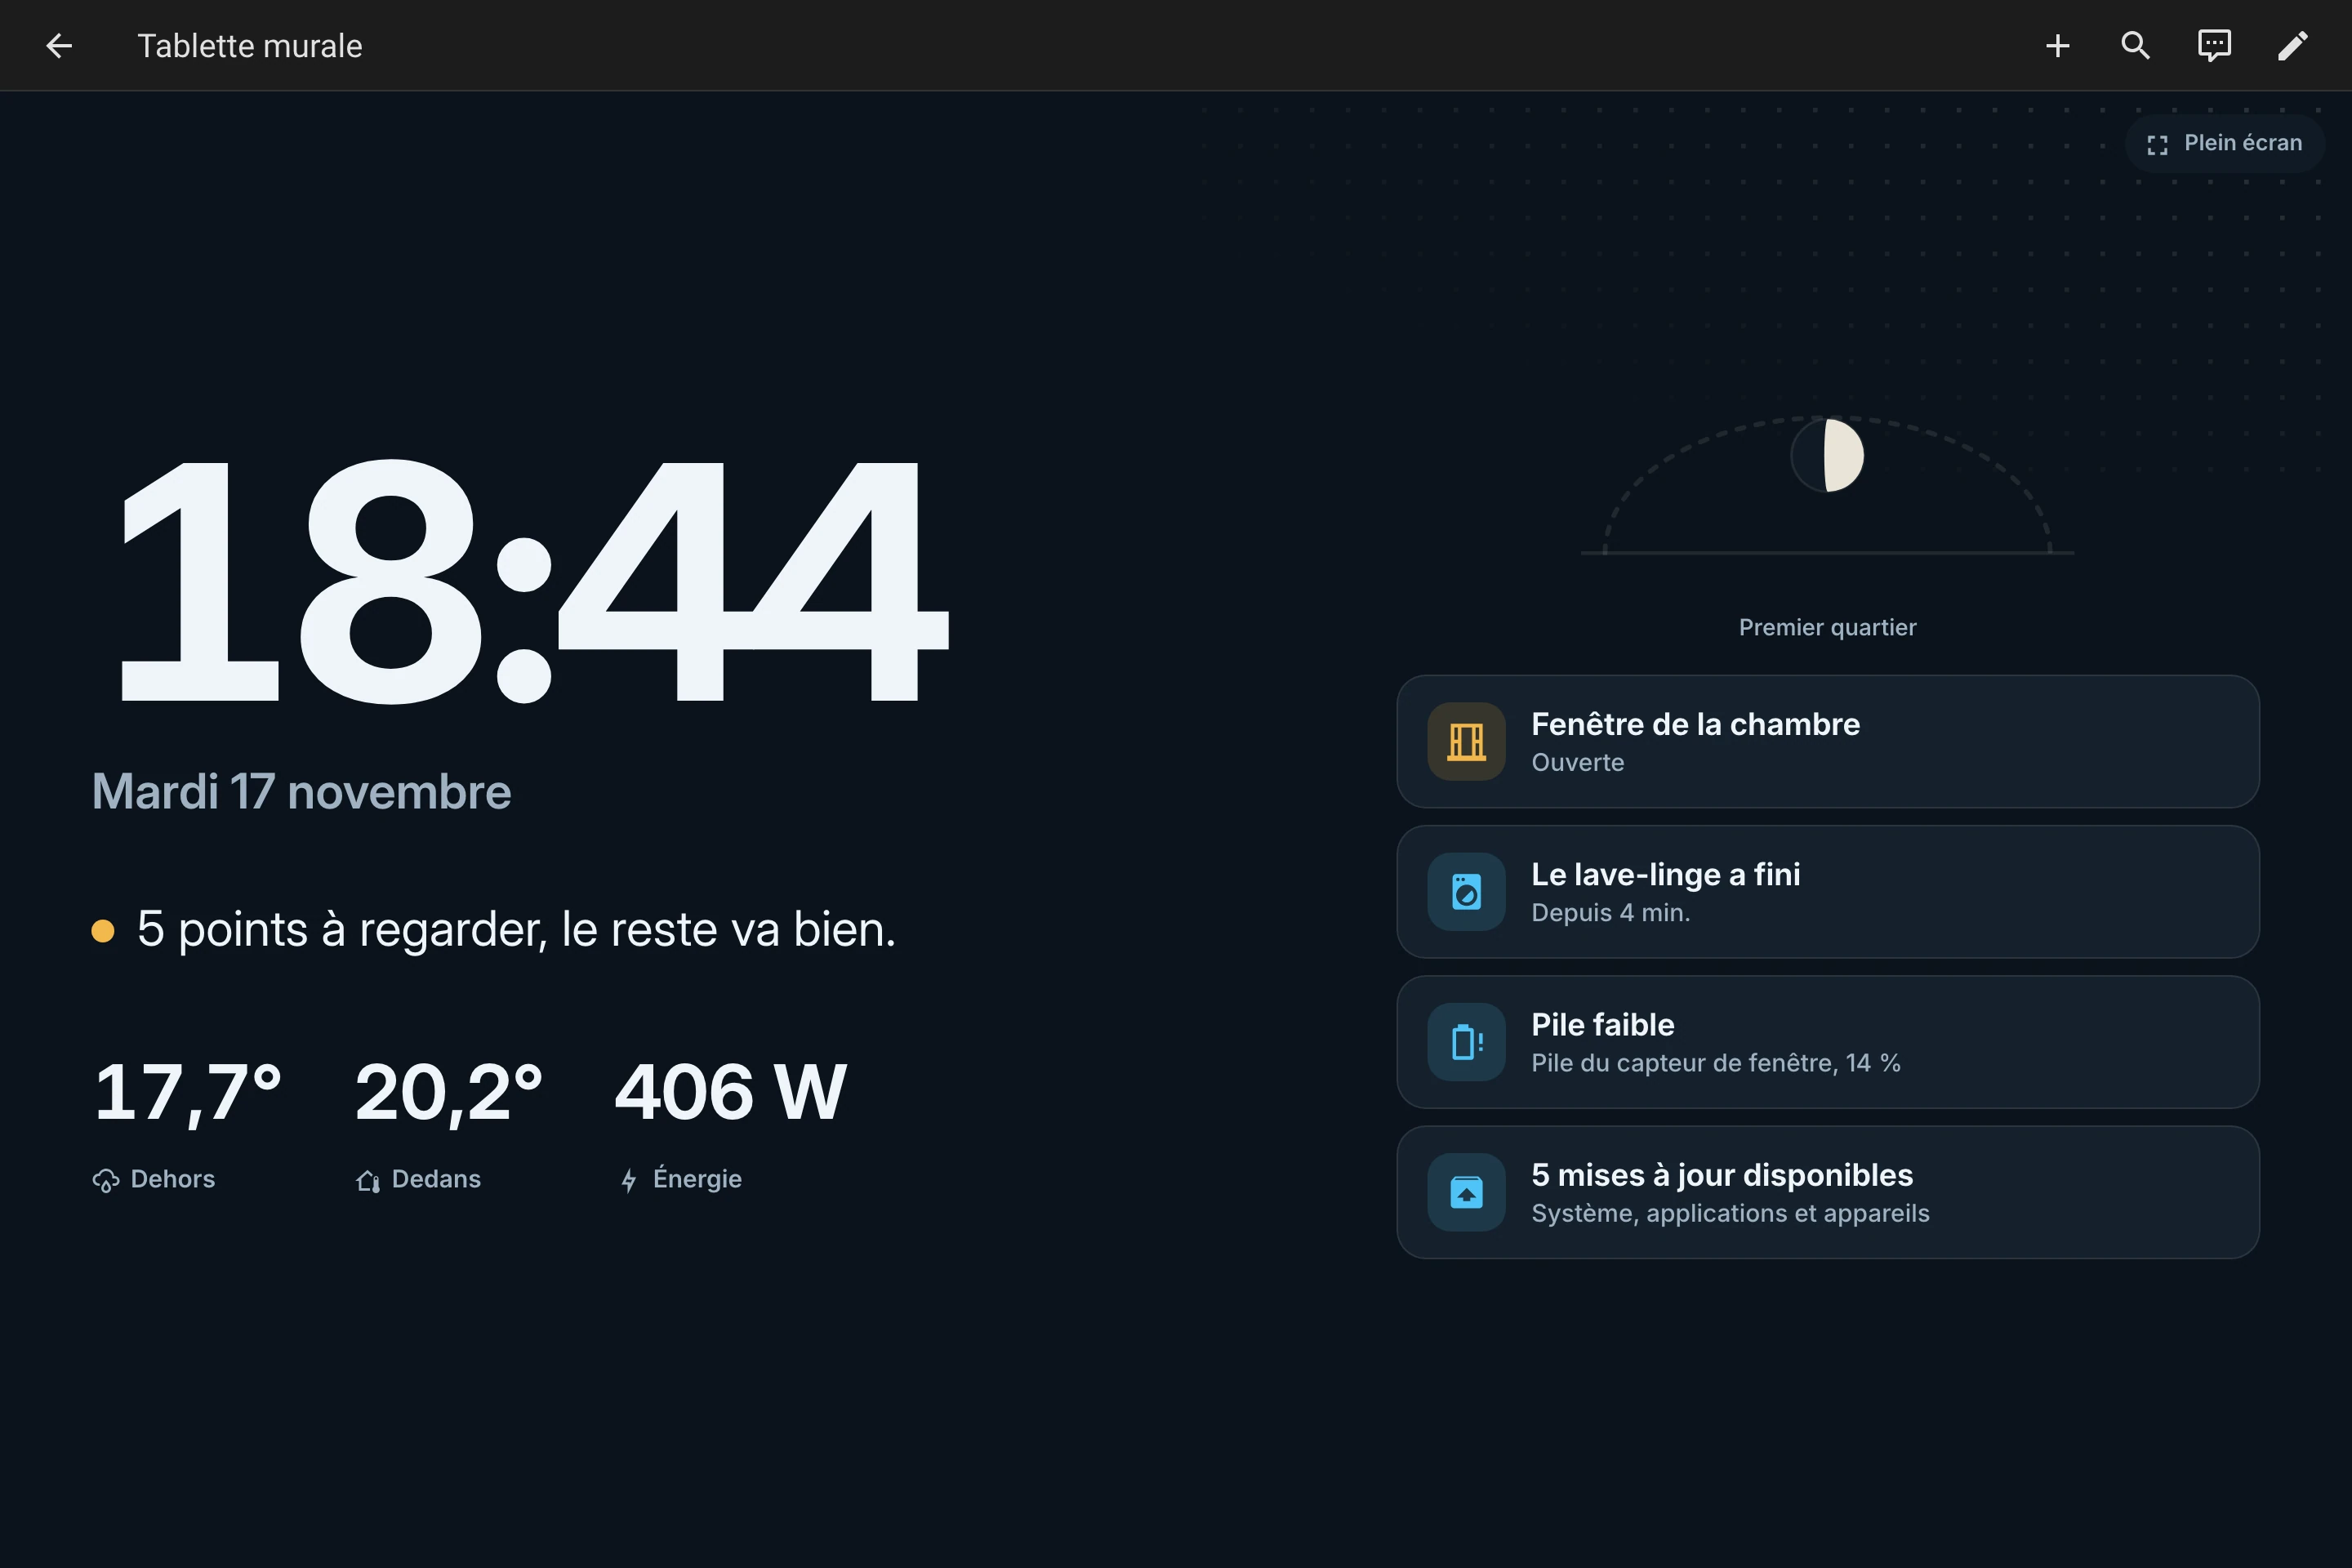 Tablette murale
Plein écran
18:44
Mardi 17 novembre
5 points à regarder, le reste va bien.
17,7° 20,2° 406 W
Dehors Dedans Énergie
Premier quartier
Fenêtre de la chambre
Ouverte
Le lave-linge a fini
Depuis 4 min.
Pile faible
Pile du capteur de fenêtre, 14 %
5 mises à jour disponibles
Système, applications et appareils